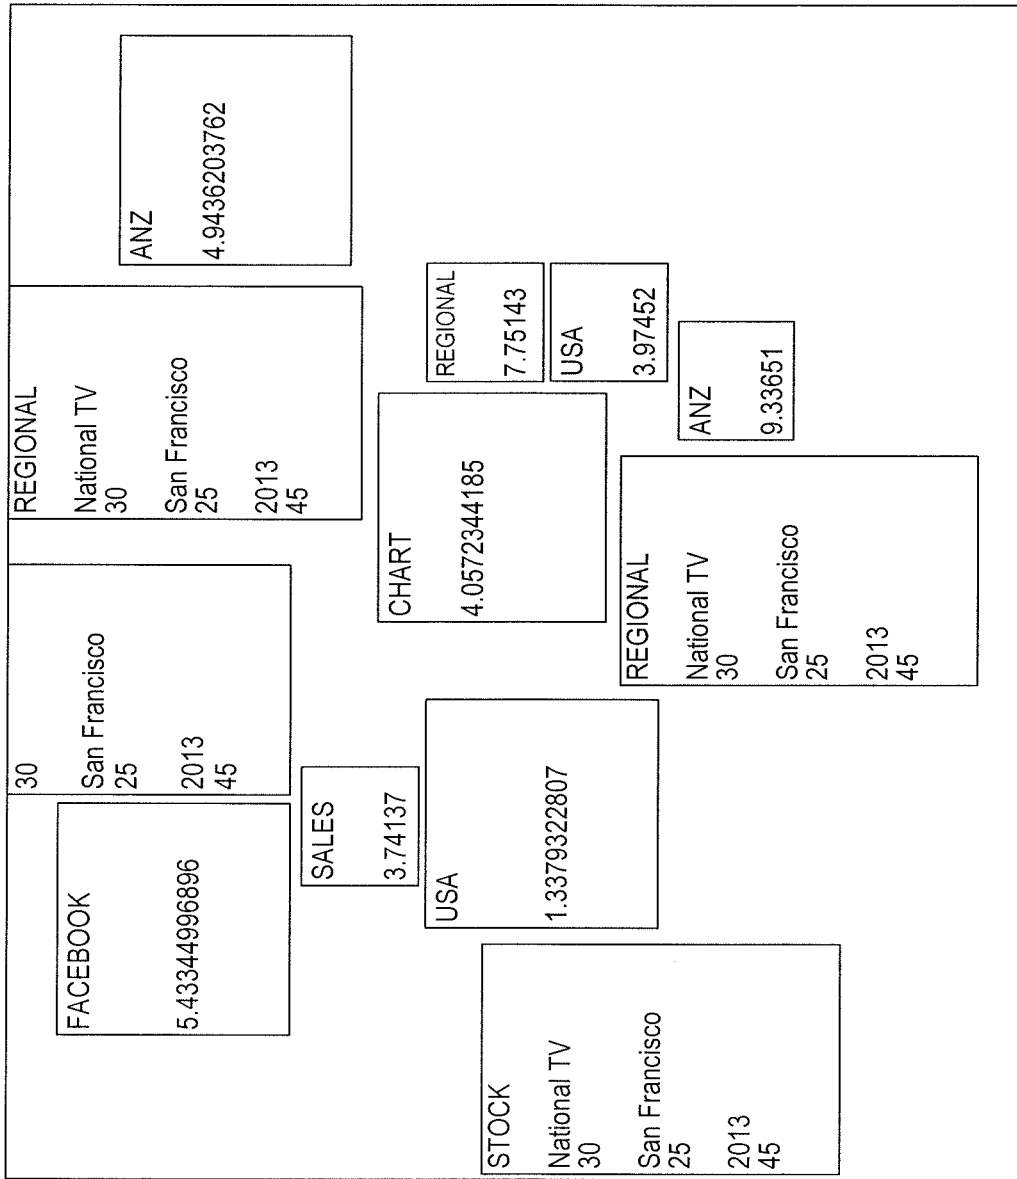 30
San Francisco
25
2013
45
FACEBOOK
5.43344996896
REGIONAL
National TV
30
San Francisco
25
2013
45
ANZ
4.9436203762
SALES
3.74137
CHART
4.0572344185
REGIONAL
7.75143
USA
1.3379322807
USA
3.97452
STOCK
National TV
30
San Francisco
25
2013
45
REGIONAL
National TV
30
San Francisco
25
2013
45
ANZ
9.33651